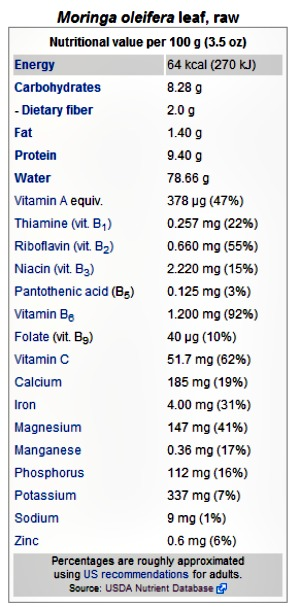 Moringa oleifera leaf, raw
Nutritional value per 100 g (3.5 oz)
Energy 64 kcal (270 kJ)
Carbohydrates 8.28 g
- Dietary fiber 2.0 g
Fat 1.40 g
Protein 9.40 g
Water 78.66 g
Vitamin A equiv. 378 μg (47%)
Thiamine (vit. B₁) 0.257 mg (22%)
Riboflavin (vit. B₂) 0.660 mg (55%)
Niacin (vit. B₃) 2.220 mg (15%)
Pantothenic acid (B₅) 0.125 mg (3%)
Vitamin B₆ 1.200 mg (92%)
Folate (vit. B₉) 40 μg (10%)
Vitamin C 51.7 mg (62%)
Calcium 185 mg (19%)
Iron 4.00 mg (31%)
Magnesium 147 mg (41%)
Manganese 0.36 mg (17%)
Phosphorus 112 mg (16%)
Potassium 337 mg (7%)
Sodium 9 mg (1%)
Zinc 0.6 mg (6%)
Percentages are roughly approximated
using US recommendations for adults.
Source: USDA Nutrient Database